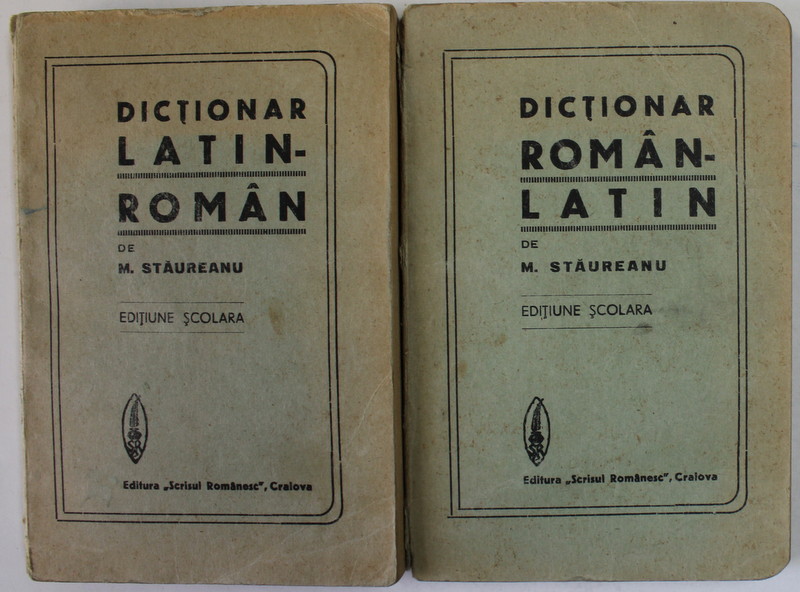 DICȚIONAR
LATIN-
ROMÂN
DE
M. STĂUREANU
EDIȚIUNE ȘCOLARA
Editura „Scrisul Românesc", Craiova
DICȚIONAR
ROMÂN-
LATIN
DE
M. STĂUREANU
EDIȚIUNE ȘCOLARA
Editura „Scrisul Românesc", Craiova